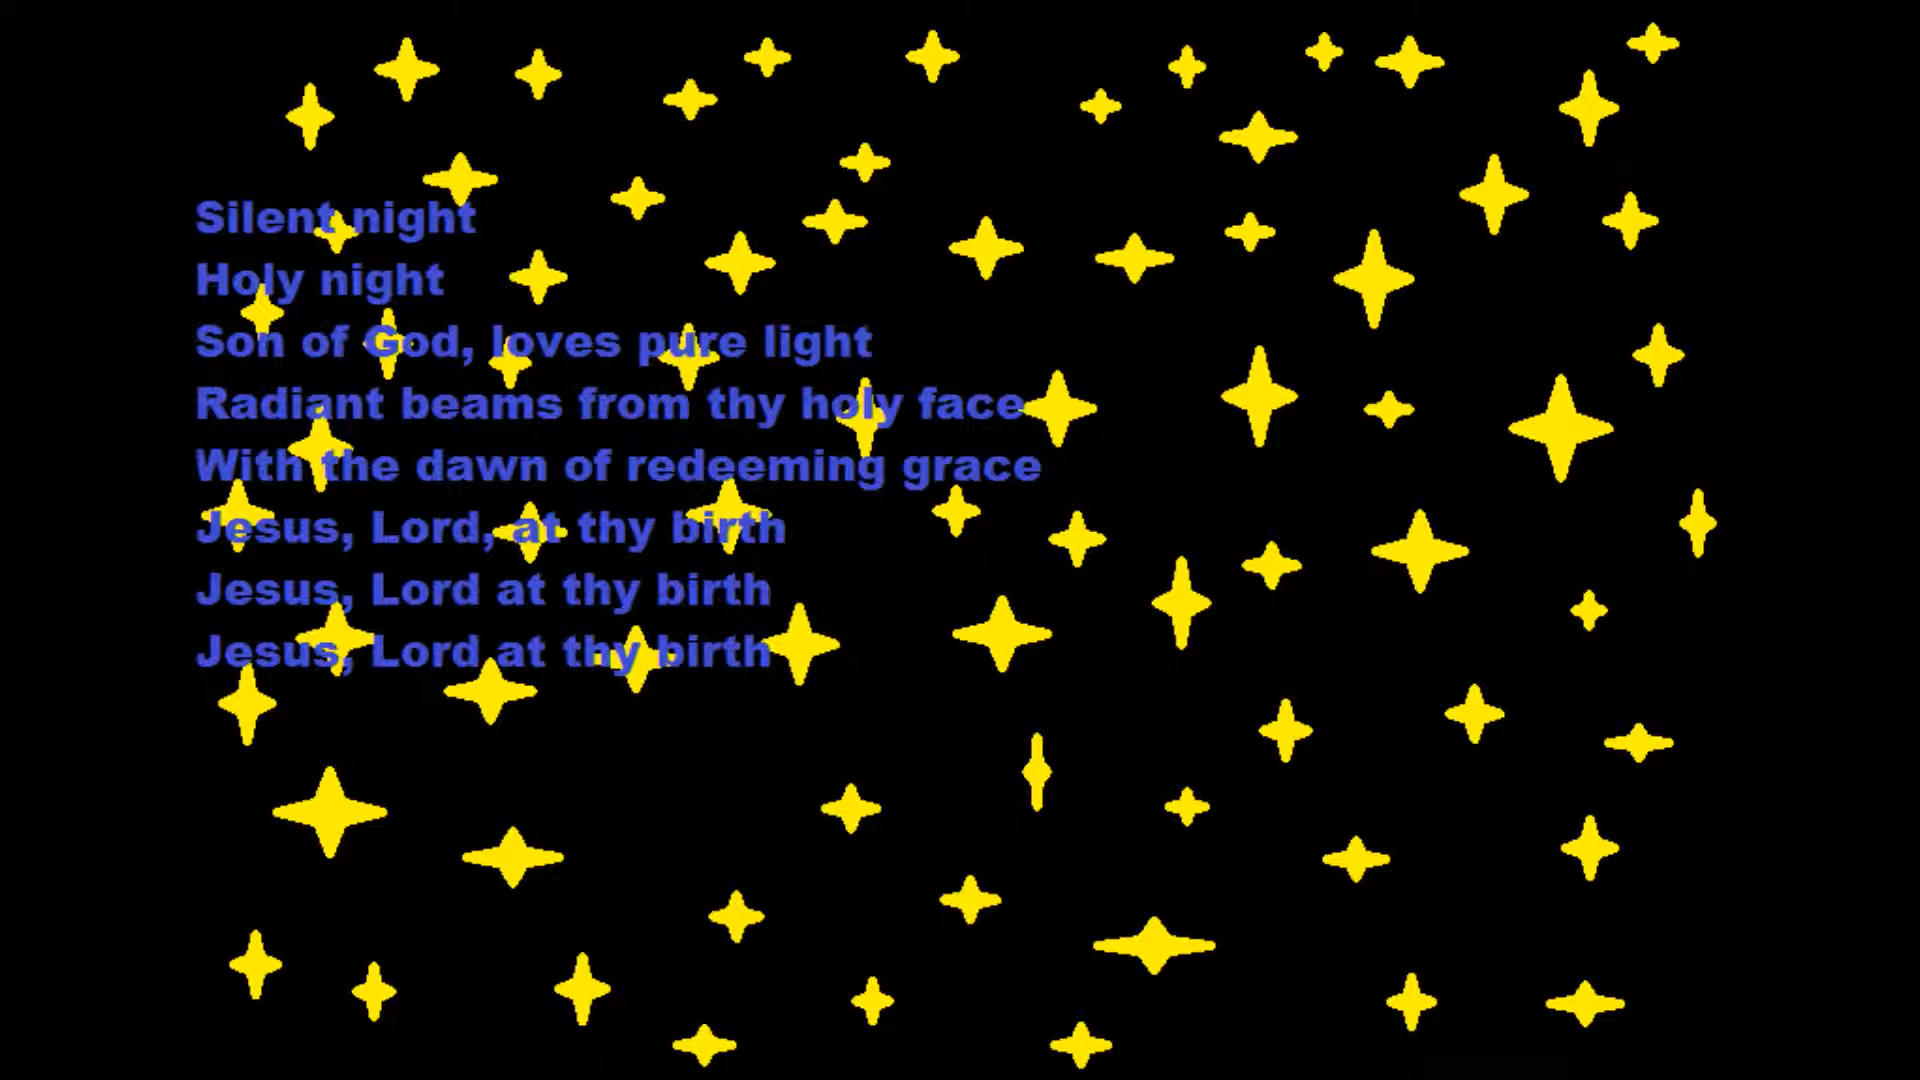 Silent night
Holy night
Son of God, loves pure light
Radiant beams from thy holy face
With the dawn of redeeming grace
Jesus, Lord, at thy birth
Jesus, Lord at thy birth
Jesus, Lord at thy birth